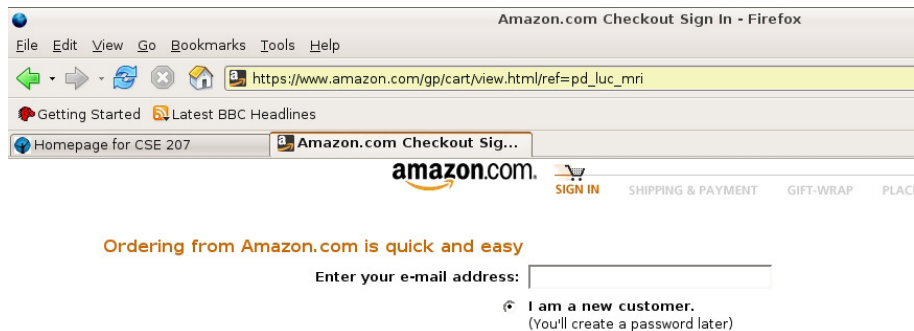 Amazon.com Checkout Sign In - Firefox
File Edit View Go Bookmarks Tools Help
https://www.amazon.com/gp/cart/view.html/ref=pd_luc_mri
Getting Started Latest BBC Headlines
Homepage for CSE 207 Amazon.com Checkout Sig...
amazon.com.
SIGN IN SHIPPING & PAYMENT GIFT-WRAP PLAC
Ordering from Amazon.com is quick and easy
Enter your e-mail address:
I am a new customer.
(You'll create a password later)